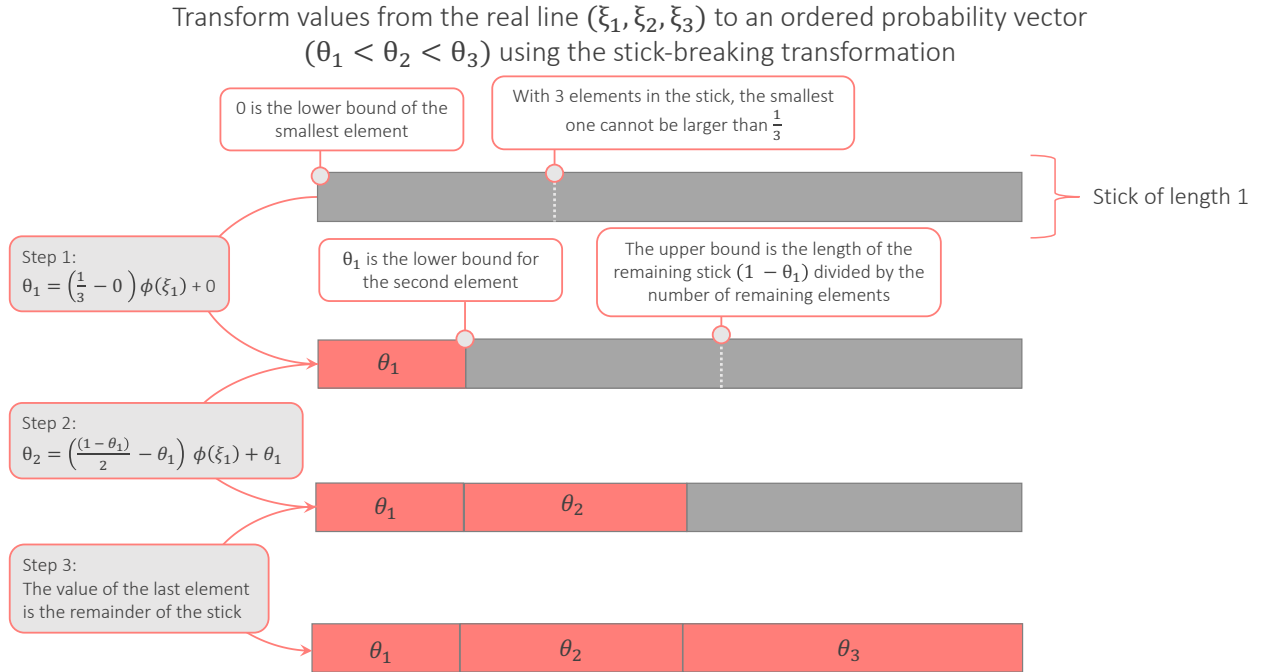 Transform values from the real line (ξ₁, ξ₂, ξ₃) to an ordered probability vector
(θ₁ < θ₂ < θ₃) using the stick-breaking transformation
0 is the lower bound of the
smallest element
With 3 elements in the stick, the smallest
one cannot be larger than 1/3
Stick of length 1
Step 1:
θ₁ = (1/3 − 0) ϕ(ξ₁) + 0
θ₁ is the lower bound for
the second element
The upper bound is the length of the
remaining stick (1 − θ₁) divided by the
number of remaining elements
θ₁
Step 2:
θ₂ = ((1 − θ₁)/2 − θ₁) ϕ(ξ₁) + θ₁
θ₁ θ₂
Step 3:
The value of the last element
is the remainder of the stick
θ₁ θ₂ θ₃